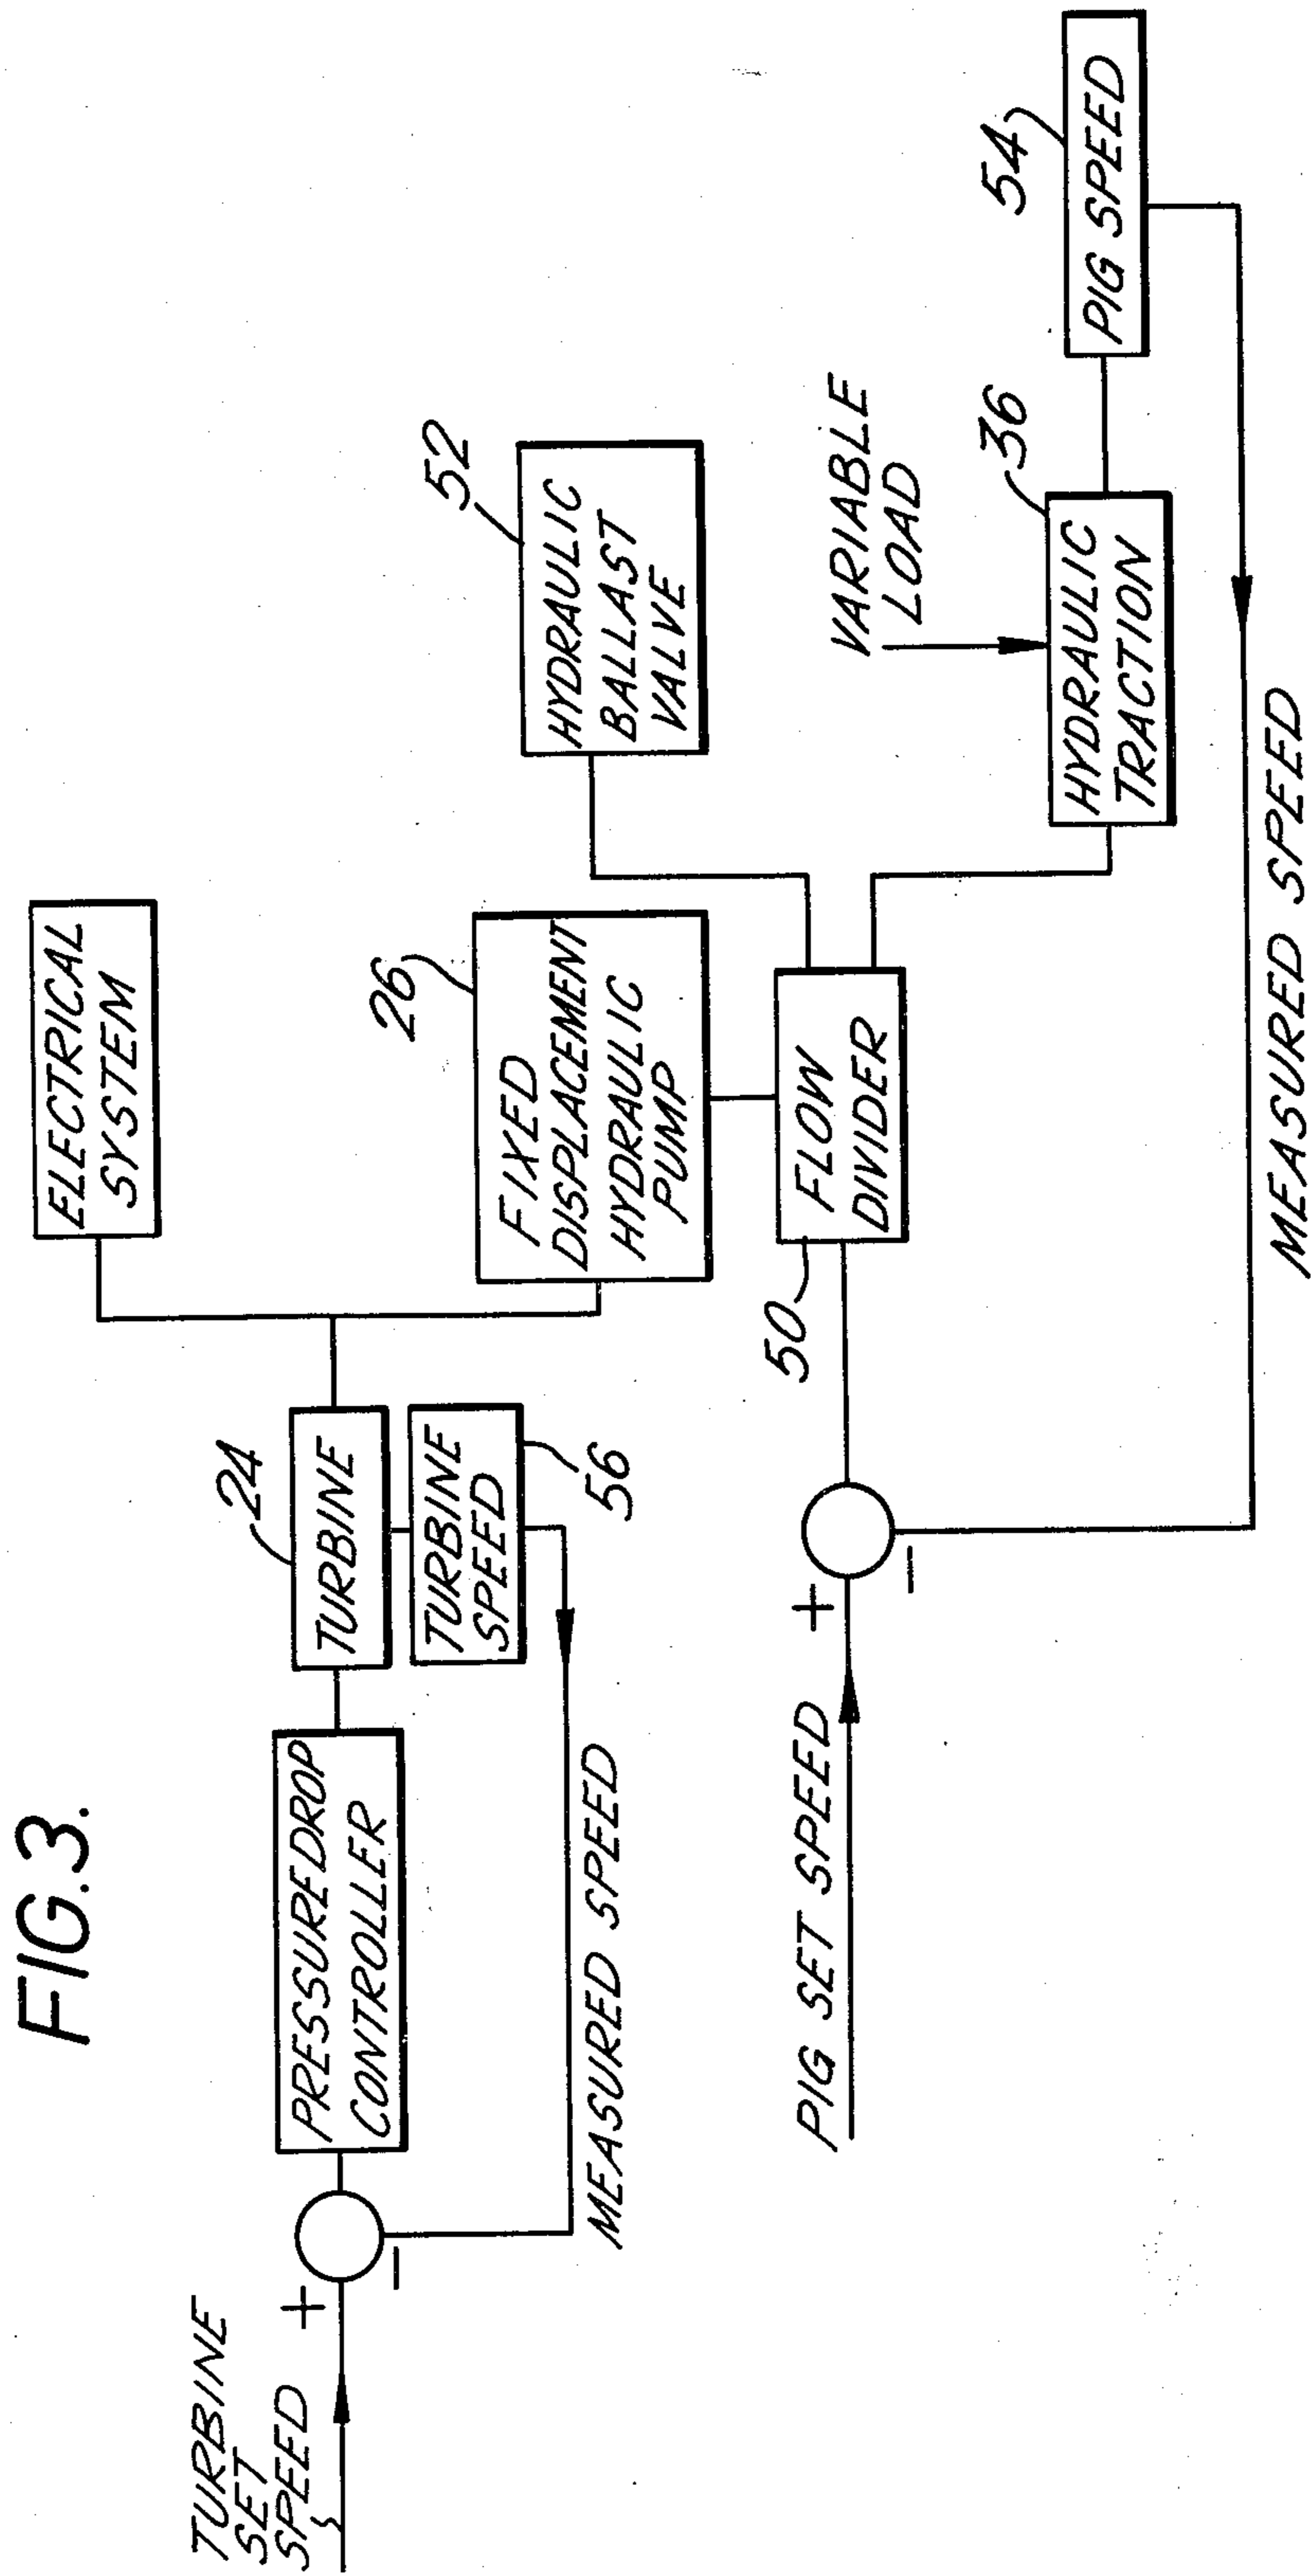 FIG.3.
ELECTRICAL
SYSTEM
TURBINE
SET
SPEED
+
−
PRESSURE DROP
CONTROLLER
24
TURBINE
TURBINE
SPEED
56
MEASURED SPEED
26
FIXED
DISPLACEMENT
HYDRAULIC
PUMP
52
HYDRAULIC
BALLAST
VALVE
PIG SET SPEED
+
−
50
FLOW
DIVIDER
VARIABLE
LOAD
36
HYDRAULIC
TRACTION
54
PIG SPEED
MEASURED SPEED